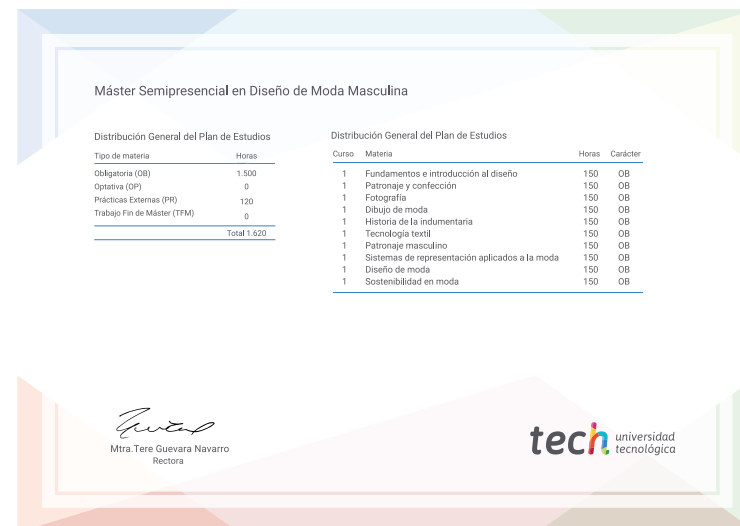 Máster Semipresencial en Diseño de Moda Masculina
Distribución General del Plan de Estudios
Tipo de materia Horas
Obligatoria (OB) 1.500
Optativa (OP) 0
Prácticas Externas (PR) 120
Trabajo Fin de Máster (TFM) 0
Total 1.620
Distribución General del Plan de Estudios
Curso Materia Horas Carácter
1 Fundamentos e introducción al diseño 150 OB
1 Patronaje y confección 150 OB
1 Fotografía 150 OB
1 Dibujo de moda 150 OB
1 Historia de la indumentaria 150 OB
1 Tecnología textil 150 OB
1 Patronaje masculino 150 OB
1 Sistemas de representación aplicados a la moda 150 OB
1 Diseño de moda 150 OB
1 Sostenibilidad en moda 150 OB
Mtra.Tere Guevara Navarro
Rectora
tech universidad
tecnológica